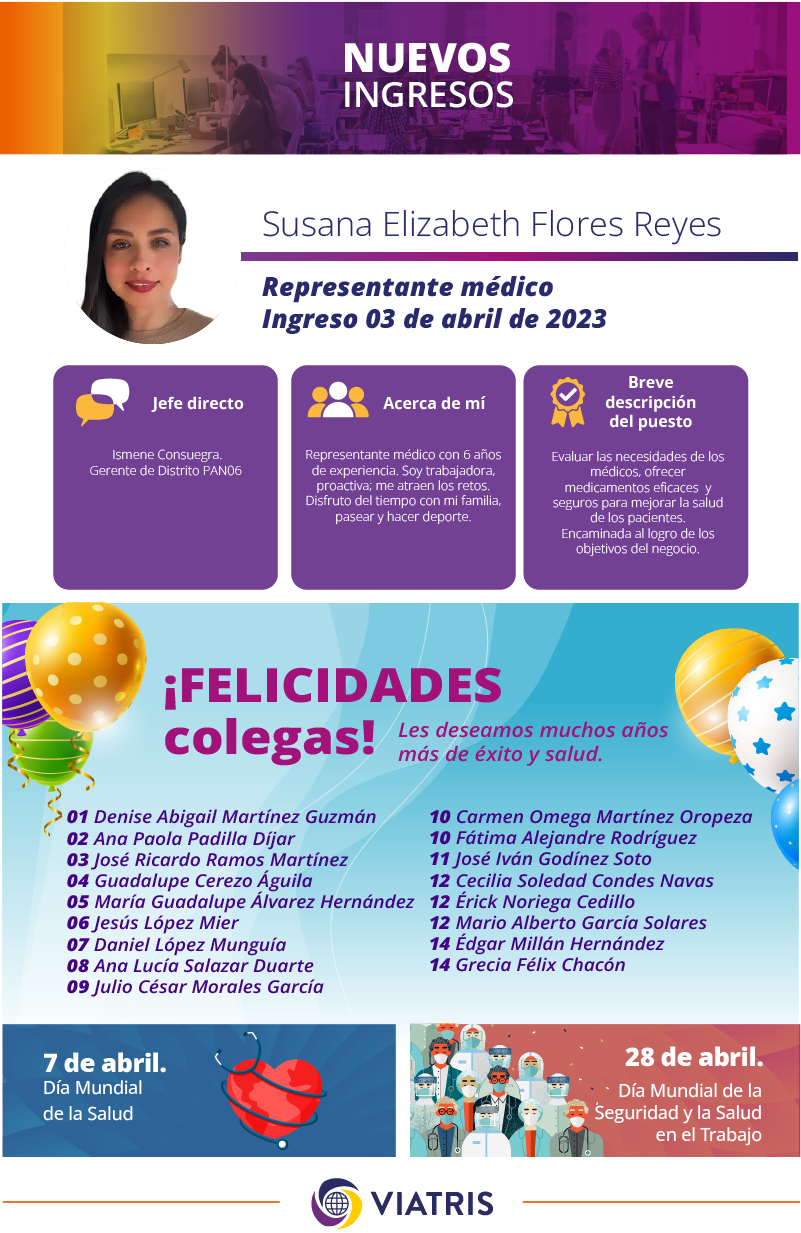 NUEVOS
INGRESOS
Susana Elizabeth Flores Reyes
Representante médico
Ingreso 03 de abril de 2023
Jefe directo
Ismene Consuegra.
Gerente de Distrito PAN06
Acerca de mí
Representante médico con 6 años
de experiencia. Soy trabajadora,
proactiva; me atraen los retos.
Disfruto del tiempo con mi familia,
pasear y hacer deporte.
Breve
descripción
del puesto
Evaluar las necesidades de los
médicos, ofrecer
medicamentos eficaces y
seguros para mejorar la salud
de los pacientes.
Encaminada al logro de los
objetivos del negocio.
¡FELICIDADES
colegas!
Les deseamos muchos años
más de éxito y salud.
01 Denise Abigail Martínez Guzmán
02 Ana Paola Padilla Díjar
03 José Ricardo Ramos Martínez
04 Guadalupe Cerezo Águila
05 María Guadalupe Álvarez Hernández
06 Jesús López Mier
07 Daniel López Munguía
08 Ana Lucía Salazar Duarte
09 Julio César Morales García
10 Carmen Omega Martínez Oropeza
10 Fátima Alejandre Rodríguez
11 José Iván Godínez Soto
12 Cecilia Soledad Condes Navas
12 Érick Noriega Cedillo
12 Mario Alberto García Solares
14 Édgar Millán Hernández
14 Grecia Félix Chacón
7 de abril.
Día Mundial
de la Salud
28 de abril.
Día Mundial de la
Seguridad y la Salud
en el Trabajo
VIATRIS